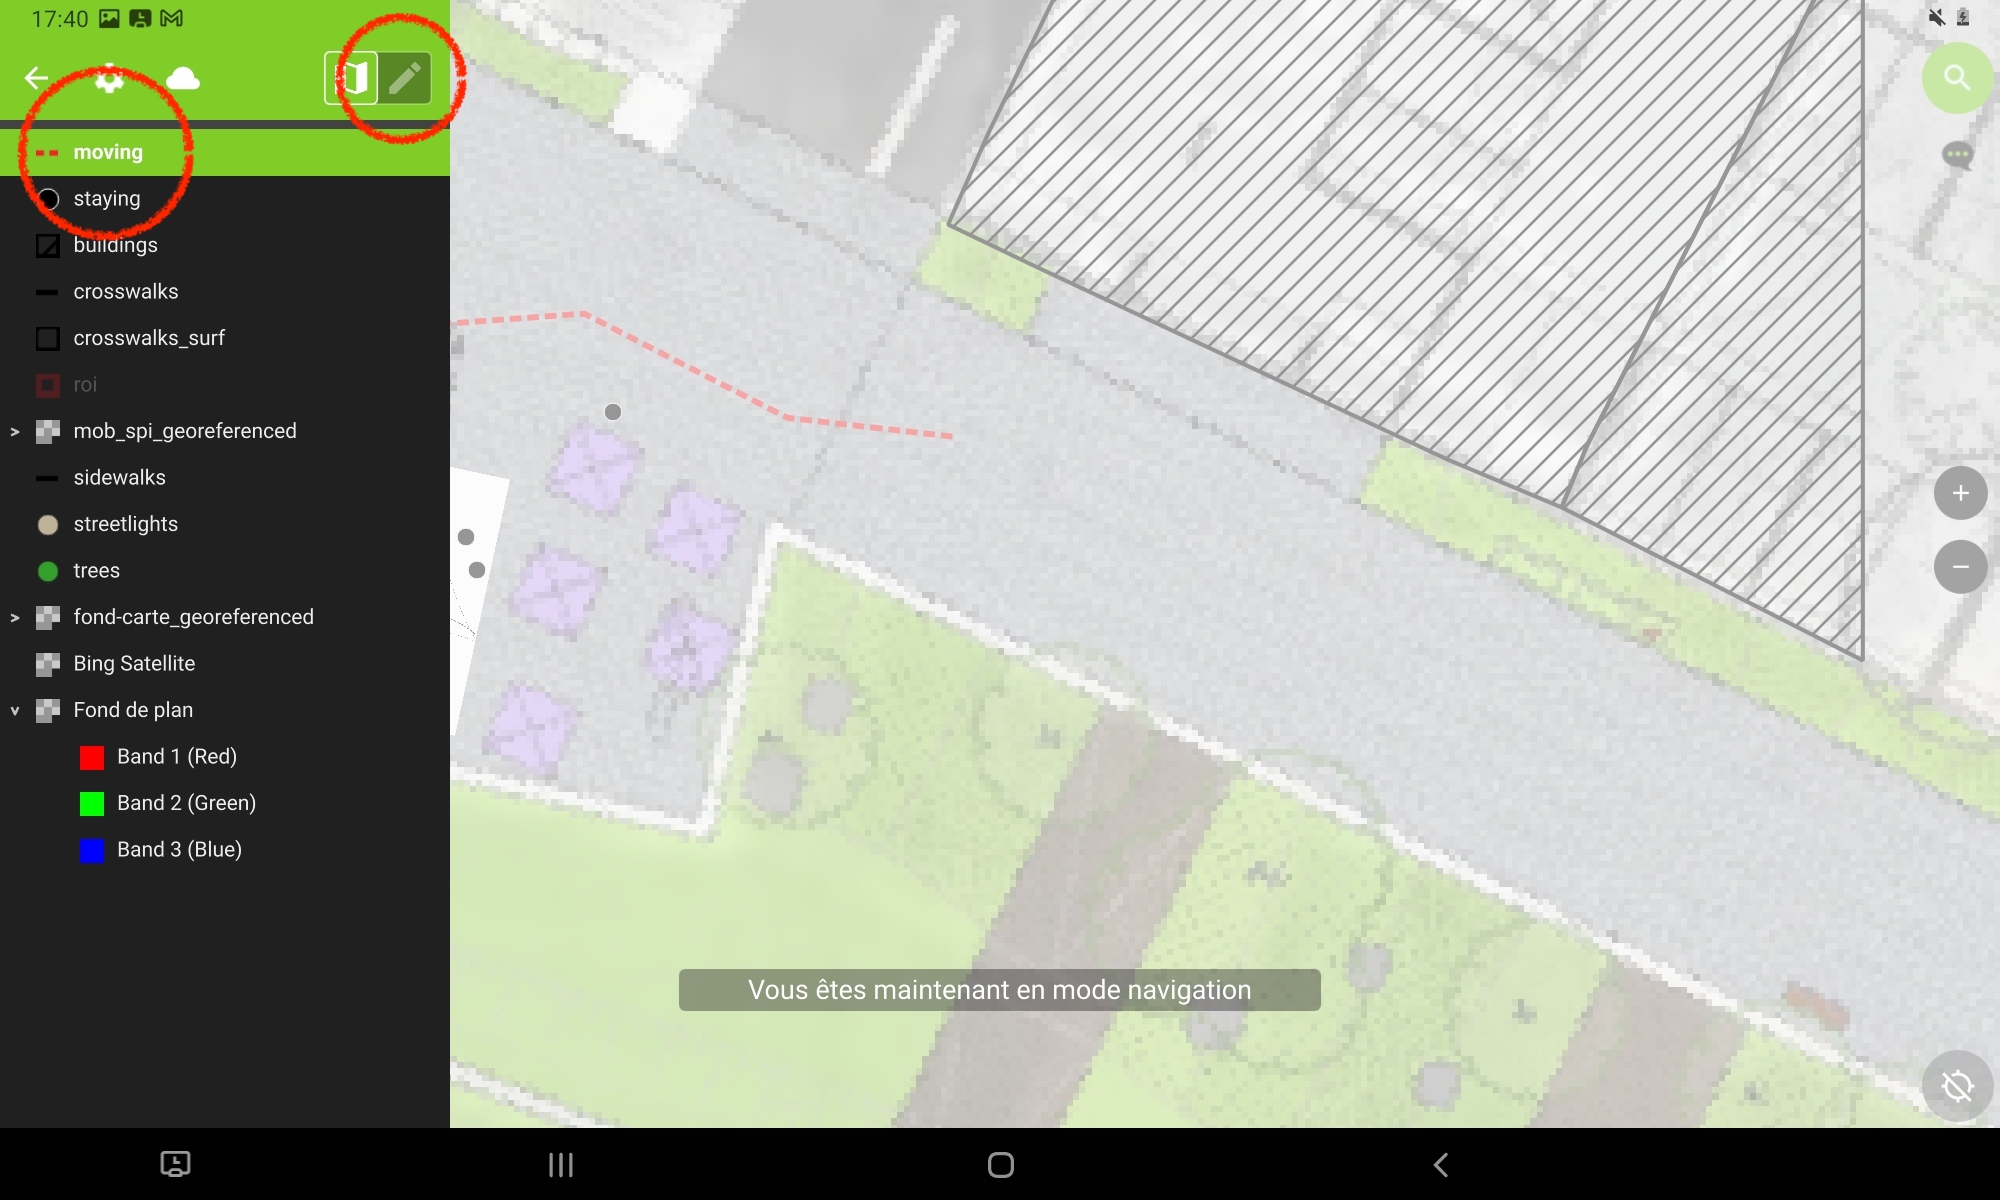 17:40
moving
staying
buildings
crosswalks
crosswalks_surf
roi
> mob_spi_georeferenced
sidewalks
streetlights
trees
> fond-carte_georeferenced
Bing Satellite
v Fond de plan
Band 1 (Red)
Band 2 (Green)
Band 3 (Blue)
Vous êtes maintenant en mode navigation